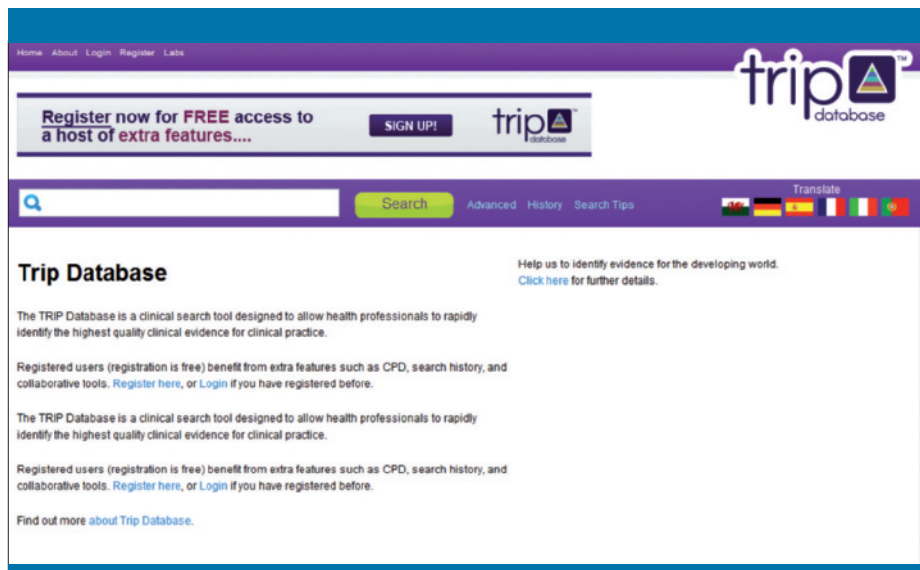 Home About Login Register Labs
trip database TM
Register now for FREE access to
a host of extra features....
SIGN UP!
trip database
Search
Advanced History Search Tips
Translate
Trip Database
Help us to identify evidence for the developing world.
Click here for further details.
The TRIP Database is a clinical search tool designed to allow health professionals to rapidly
identify the highest quality clinical evidence for clinical practice.
Registered users (registration is free) benefit from extra features such as CPD, search history, and
collaborative tools. Register here, or Login if you have registered before.
The TRIP Database is a clinical search tool designed to allow health professionals to rapidly
identify the highest quality clinical evidence for clinical practice.
Registered users (registration is free) benefit from extra features such as CPD, search history, and
collaborative tools. Register here, or Login if you have registered before.
Find out more about Trip Database.